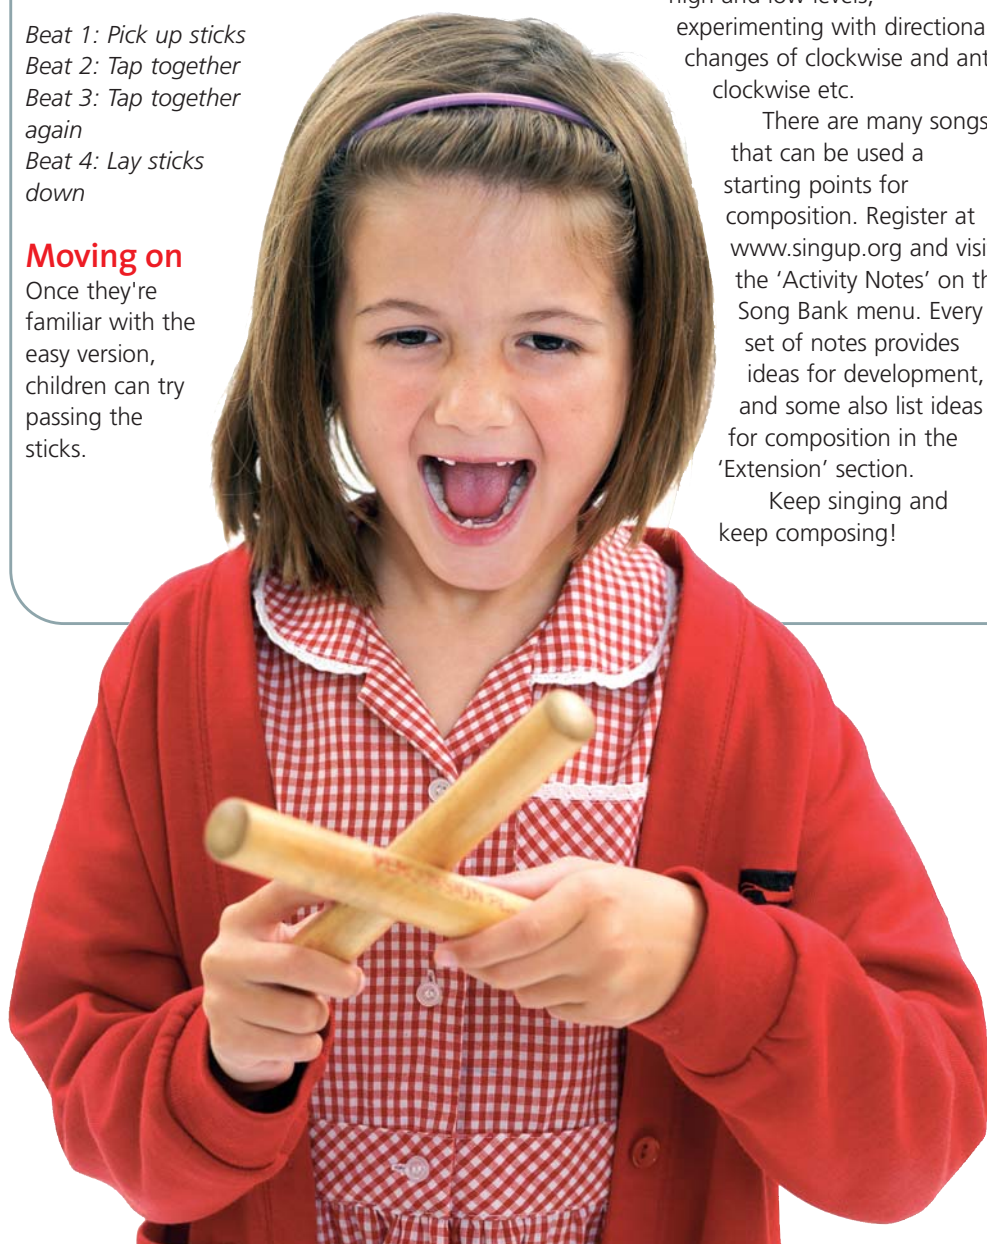 Beat 1: Pick up sticks
Beat 2: Tap together
Beat 3: Tap together
again
Beat 4: Lay sticks
down
Moving on
Once they're
familiar with the
easy version,
children can try
passing the
sticks.
high and low levels,
experimenting with directiona
changes of clockwise and ant
clockwise etc.
There are many songs
that can be used a
starting points for
composition. Register at
www.singup.org and visi
the ‘Activity Notes’ on th
Song Bank menu. Every
set of notes provides
ideas for development,
and some also list ideas
for composition in the
‘Extension’ section.
Keep singing and
keep composing!